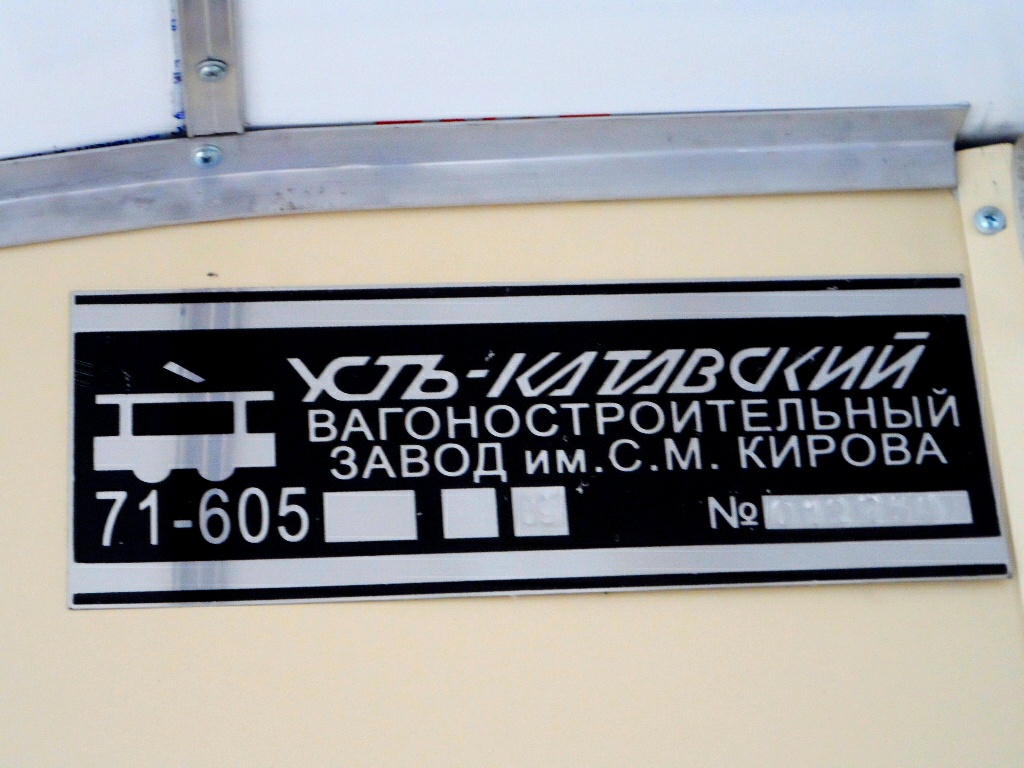 УСТЬ-КАТАВСКИЙ
ВАГОНОСТРОИТЕЛЬНЫЙ
ЗАВОД им.С.М. КИРОВА
71-605
№